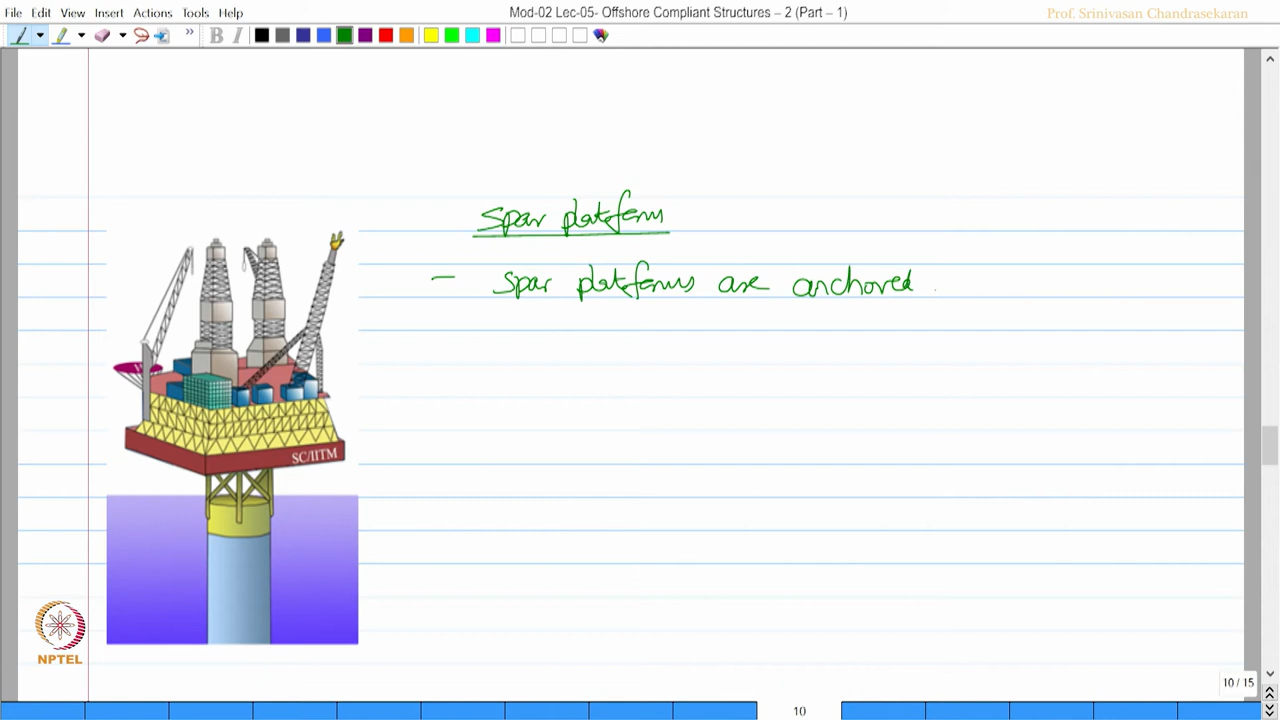 File Edit View Insert Actions Tools Help
Mod-02 Lec-05- Offshore Compliant Structures – 2 (Part – 1)
Prof. Srinivasan Chandrasekaran
B I
Spar platform
- Spar platforms are anchored
SC/IITM
NPTEL
10 / 15
10